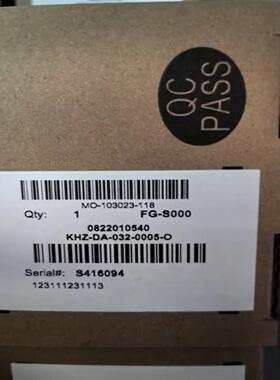 QC
PASS
MO-103023-118
Qty: 1 FG-S000
0822010540
KHZ-DA-032-0005-O
Serial#: S416094
123111231113